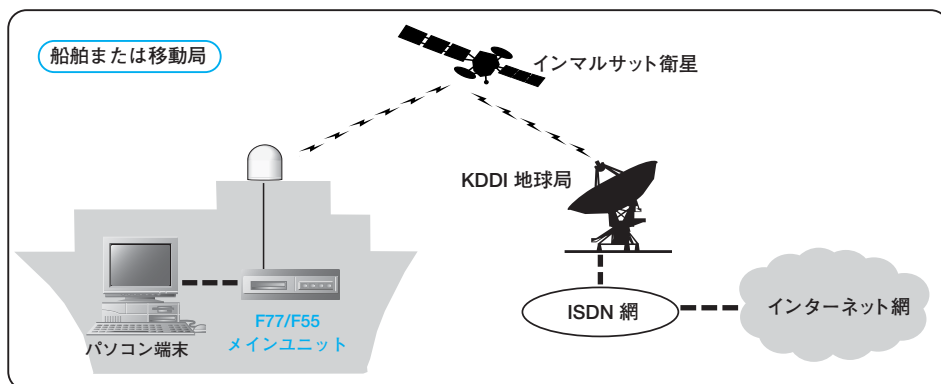 船舶または移動局
インマルサット衛星
KDDI 地球局
F77/F55
メインユニット
パソコン端末
ISDN 網
インターネット網